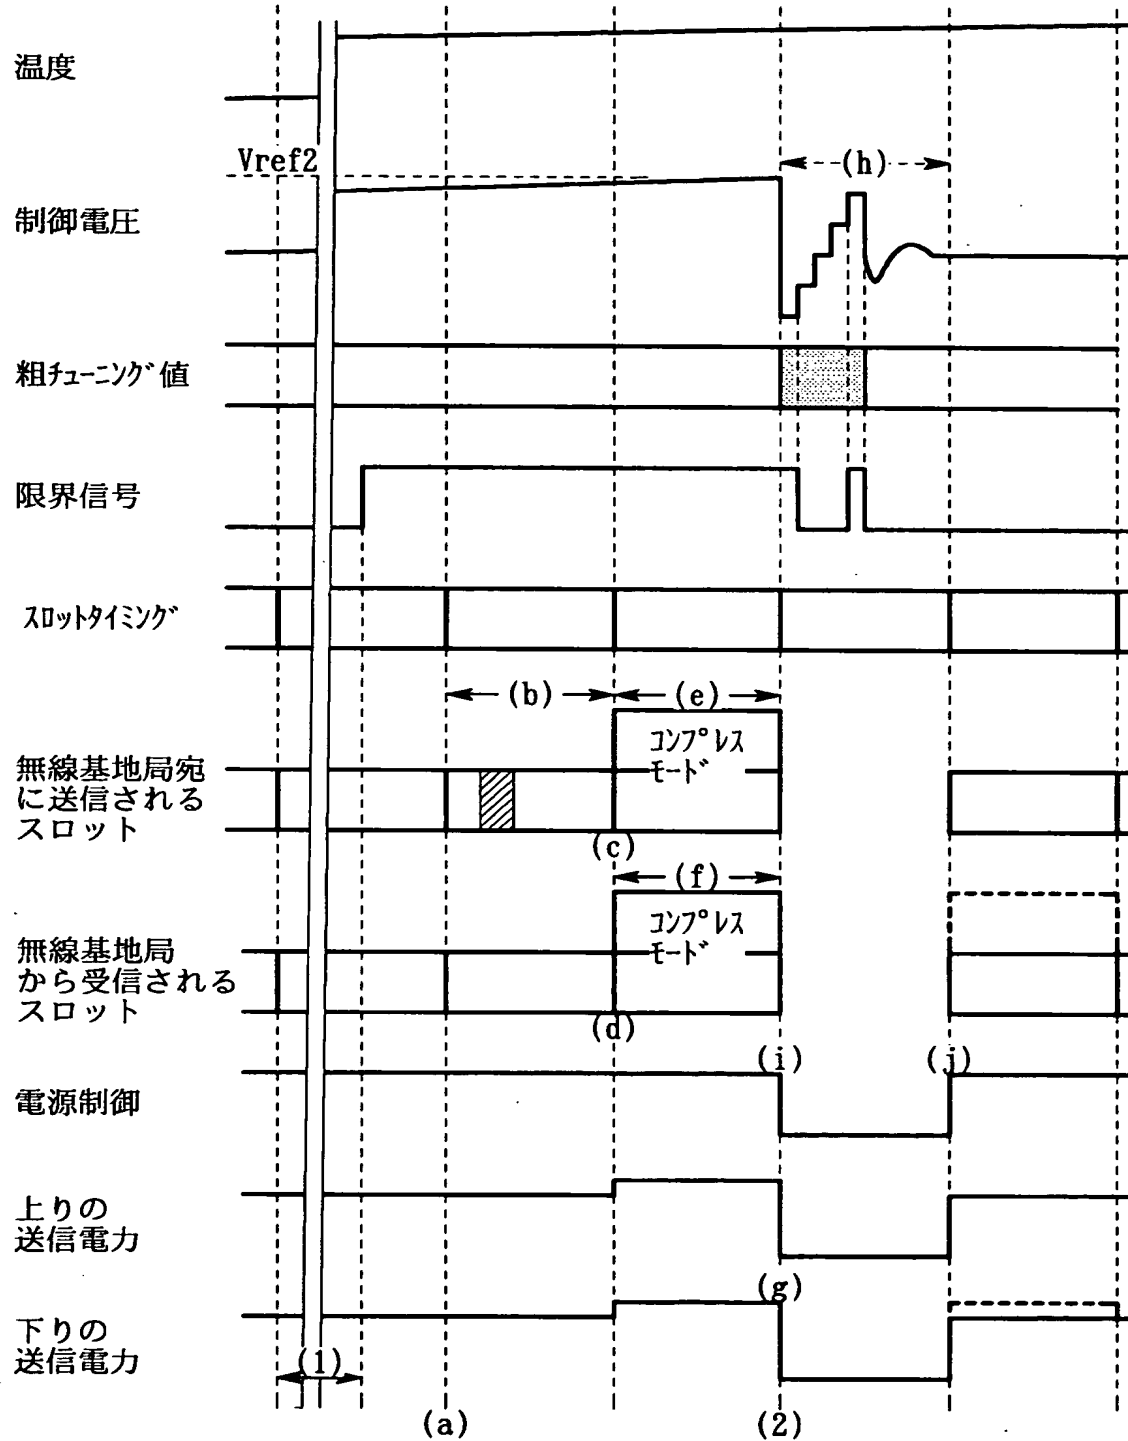 温度
Vref2
(h)
制御電圧
粗ﾁｭｰﾆﾝｸﾞ値
限界信号
ｽﾛｯﾄﾀｲﾐﾝｸﾞ
(b)
(e)
ｺﾝﾌﾟﾚｽ
ﾓｰﾄﾞ
無線基地局宛
に送信される
スロット
(c)
(f)
ｺﾝﾌﾟﾚｽ
ﾓｰﾄﾞ
無線基地局
から受信される
スロット
(d)
(i)
(j)
電源制御
上りの
送信電力
(g)
下りの
送信電力
(1)
(a)
(2)